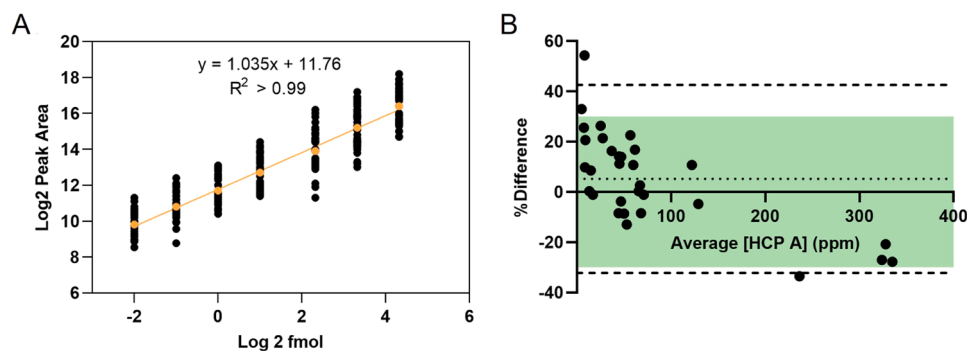 A
20
18
16
14
12
10
8
6
Log2 Peak Area
y = 1.035x + 11.76
R² > 0.99
-2 0 2 4 6
Log 2 fmol
B
60
40
20
0
-20
-40
%Difference
100 200 300 400
Average [HCP A] (ppm)